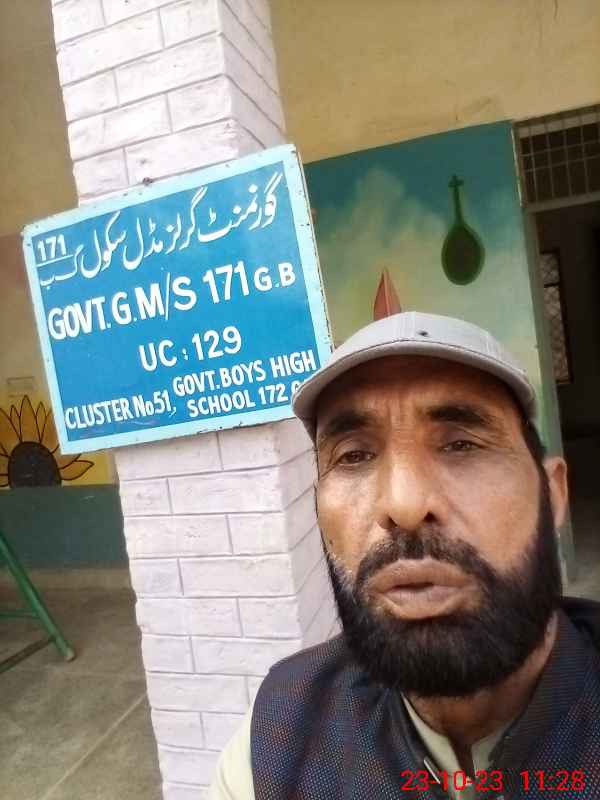 گورنمنٹ گرلز مڈل سکول 171 گ ب
GOVT.G.M/S 171 G.B
UC : 129
CLUSTER No 51, GOVT.BOYS HIGH
SCHOOL 172 G
23-10-23 11:28